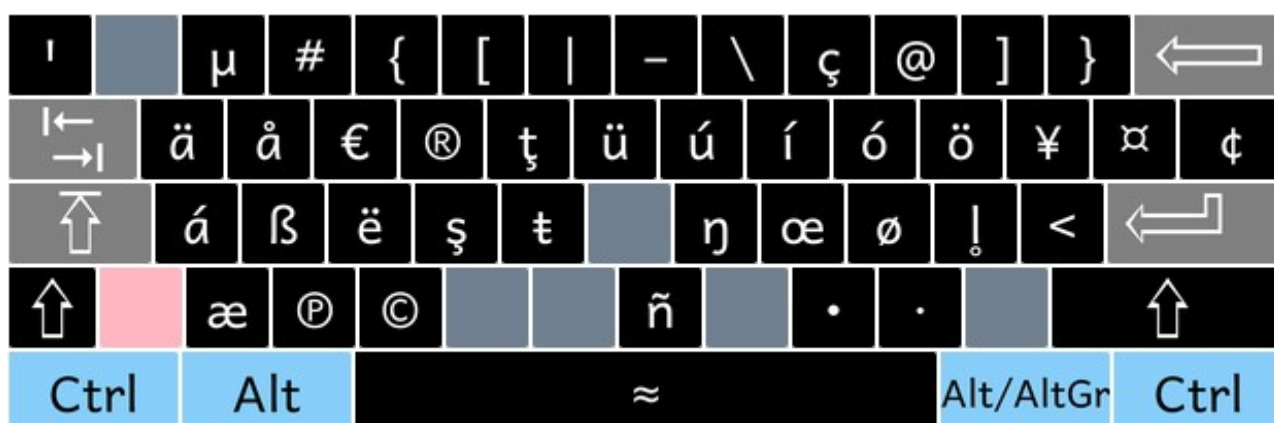 ' µ # { [ | – \ ç @ ] }
ä å € ® ţ ü ú í ó ö ¥ ¤ ¢
á ß ë ş ŧ ŋ œ ø l̥ <
æ ℗ © ñ • ·
Ctrl Alt ≈ Alt/AltGr Ctrl